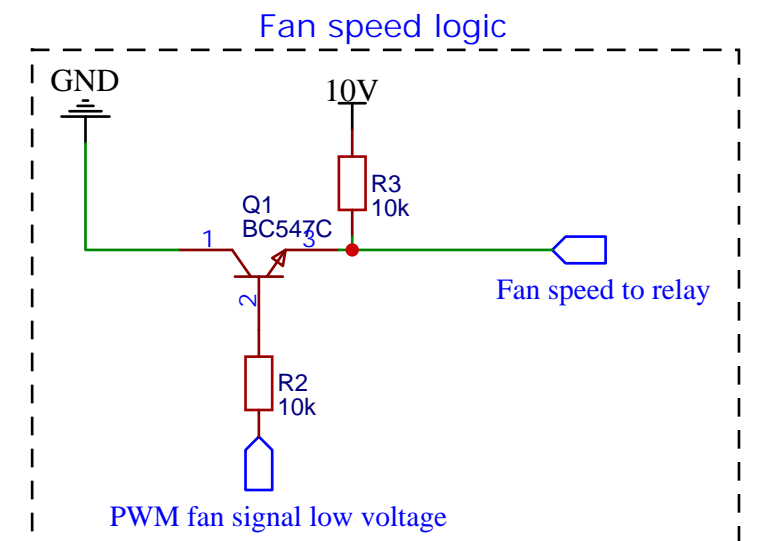 Fan speed logic
GND
10V
R3
10k
Q1
BC547C
1
3
2
Fan speed to relay
R2
10k
PWM fan signal low voltage